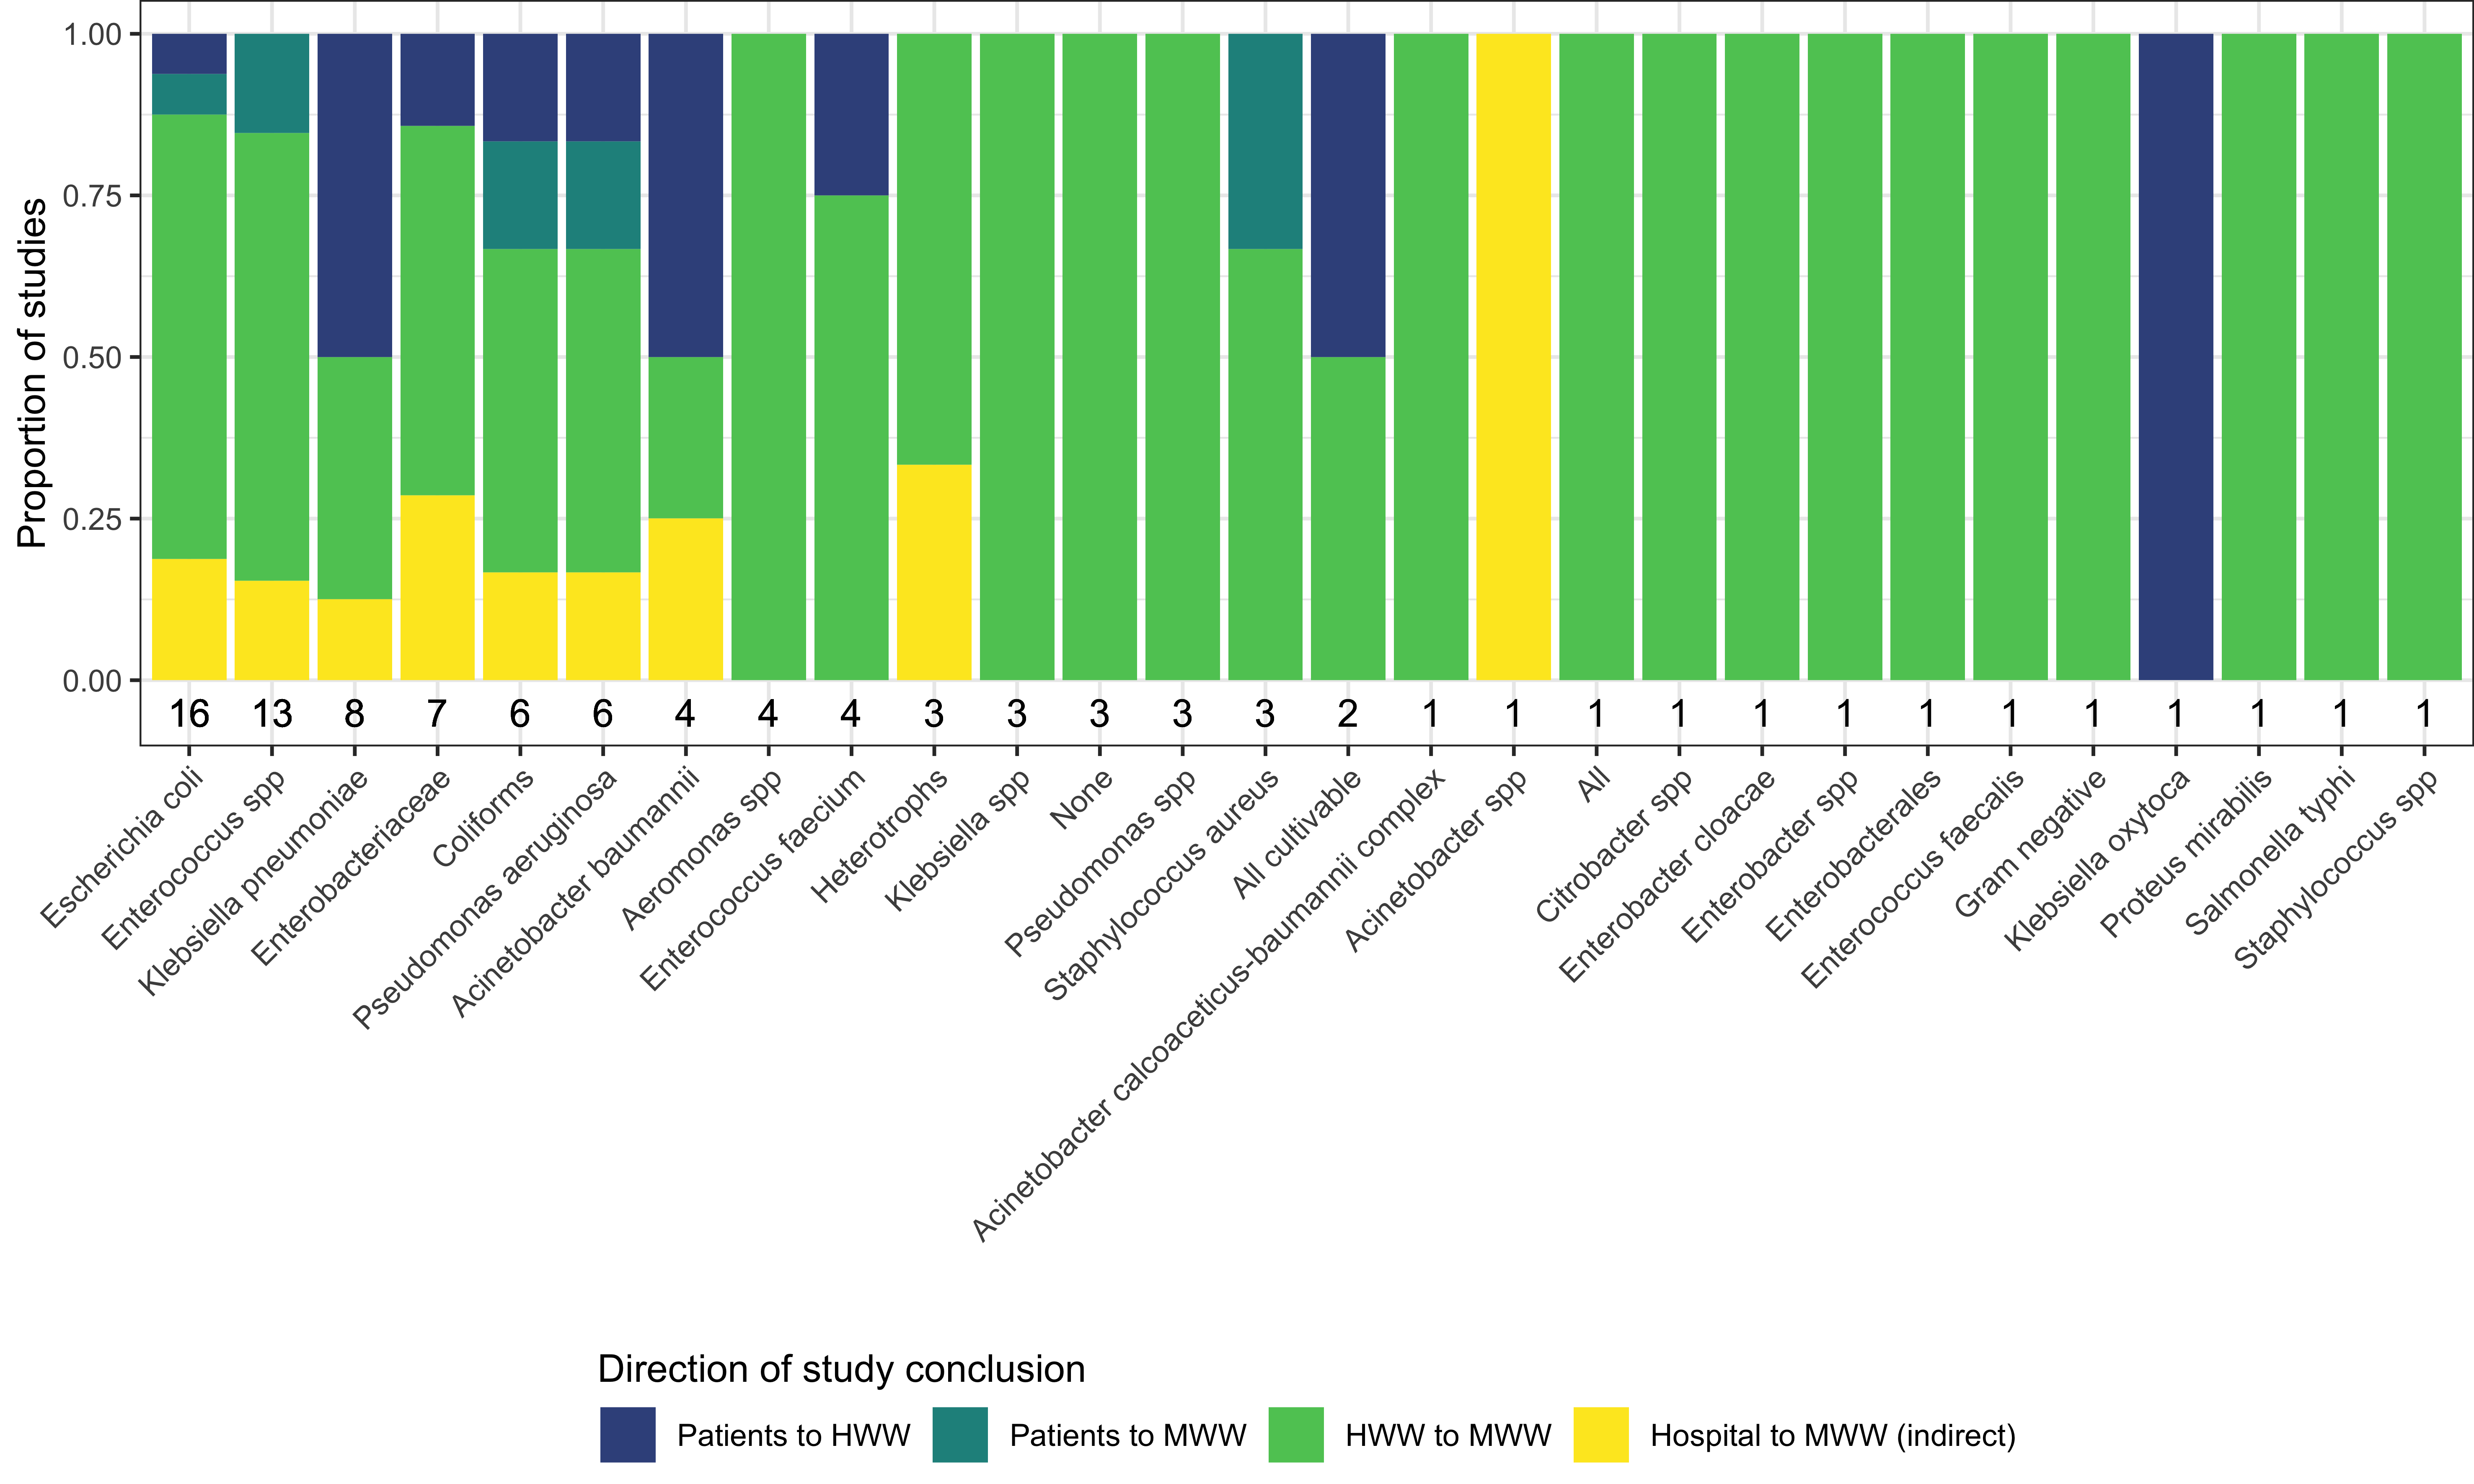 Proportion of studies
1.00
0.75
0.50
0.25
0.00
16 13 8 7 6 6 4 4 4 3 3 3 3 3 2 1 1 1 1 1 1 1 1 1 1 1 1 1
Escherichia coli
Enterococcus spp
Klebsiella pneumoniae
Enterobacteriaceae
Coliforms
Pseudomonas aeruginosa
Acinetobacter baumannii
Aeromonas spp
Enterococcus faecium
Heterotrophs
Klebsiella spp
None
Pseudomonas spp
Staphylococcus aureus
All cultivable
Acinetobacter calcoaceticus-baumannii complex
Acinetobacter spp
All
Citrobacter spp
Enterobacter cloacae
Enterobacter spp
Enterobacterales
Enterococcus faecalis
Gram negative
Klebsiella oxytoca
Proteus mirabilis
Salmonella typhi
Staphylococcus spp
Direction of study conclusion
Patients to HWW Patients to MWW HWW to MWW Hospital to MWW (indirect)